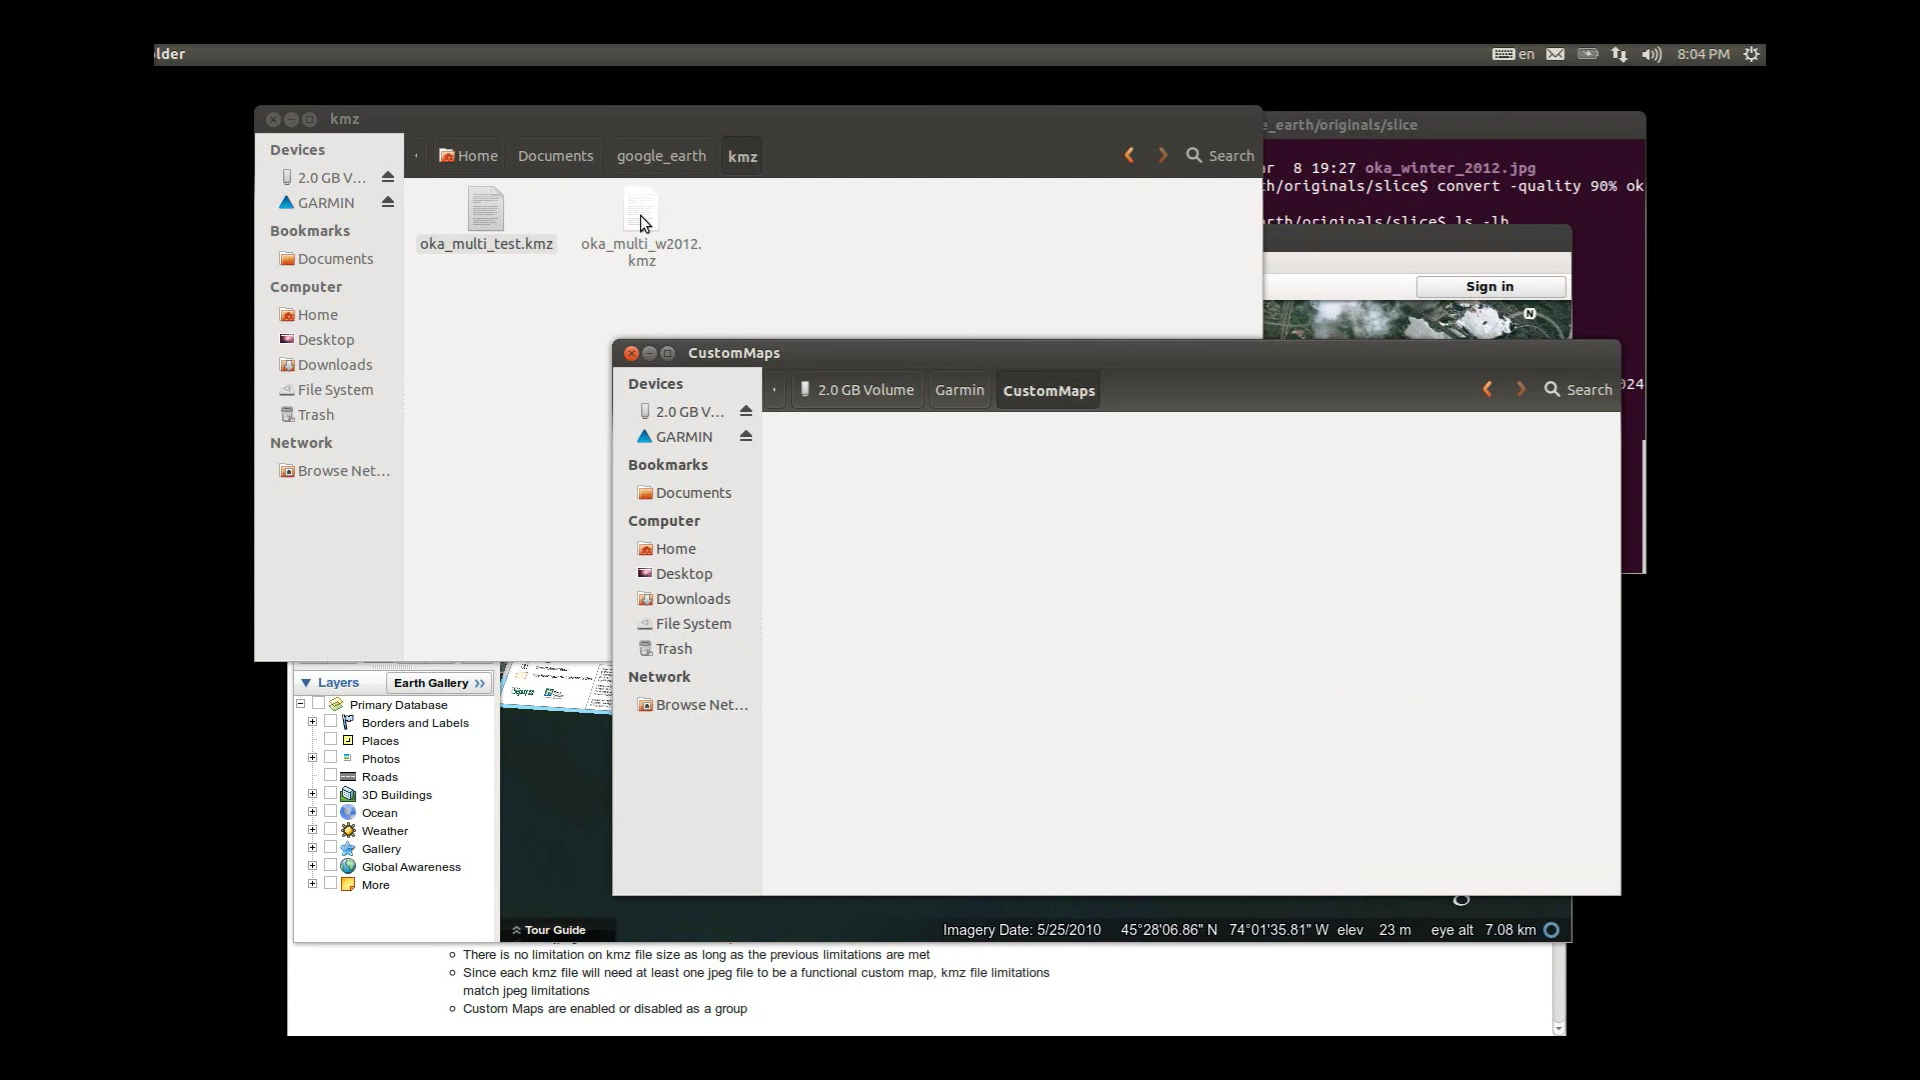 lder
en
8:04 PM
kmz
Devices
2.0 GB V...
GARMIN
Bookmarks
Documents
Computer
Home
Desktop
Downloads
File System
Trash
Network
Browse Net...
Home Documents google_earth kmz
Search
oka_multi_test.kmz
oka_multi_w2012.
kmz
e_earth/originals/slice
8 19:27 oka_winter_2012.jpg
h/originals/slice$ convert -quality 90% ok
rth/originals/slice$ ls -lh
Sign in
N
024
CustomMaps
Devices
2.0 GB V...
GARMIN
Bookmarks
Documents
Computer
Home
Desktop
Downloads
File System
Trash
Network
Browse Net...
2.0 GB Volume Garmin CustomMaps
Search
Layers
Earth Gallery >>
Primary Database
Borders and Labels
Places
Photos
Roads
3D Buildings
Ocean
Weather
Gallery
Global Awareness
More
Tour Guide
Imagery Date: 5/25/2010 45°28'06.86" N 74°01'35.81" W elev 23 m eye alt 7.08 km
There is no limitation on kmz file size as long as the previous limitations are met
Since each kmz file will need at least one jpeg file to be a functional custom map, kmz file limitations
match jpeg limitations
Custom Maps are enabled or disabled as a group